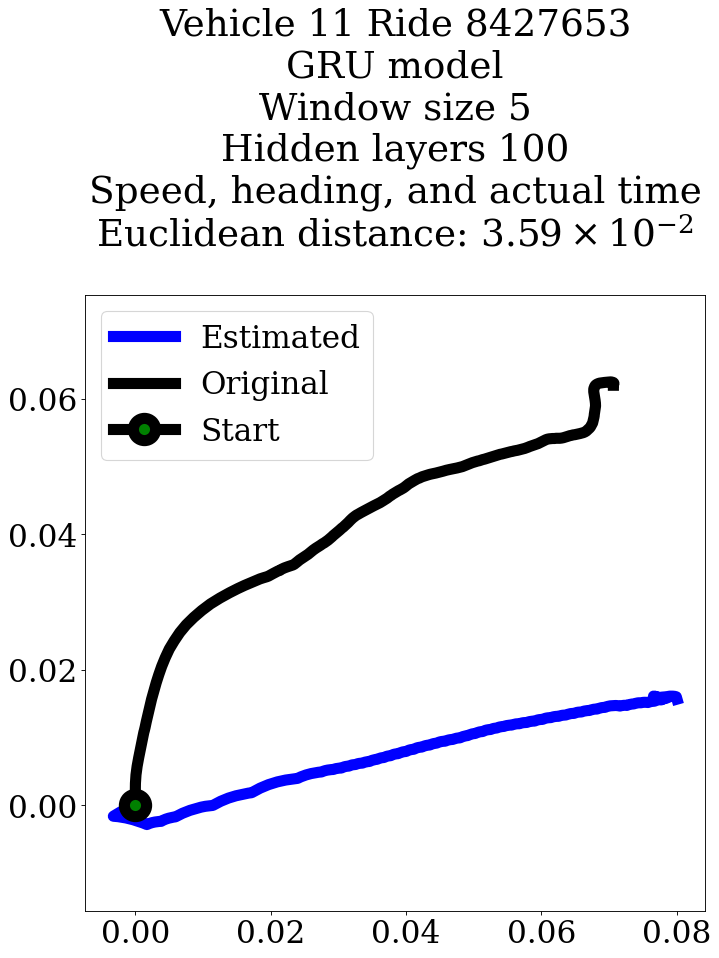 Vehicle 11 Ride 8427653
GRU model
Window size 5
Hidden layers 100
Speed, heading, and actual time
Euclidean distance: 3.59 × 10⁻²
Estimated
Original
Start
0.06
0.04
0.02
0.00
0.00 0.02 0.04 0.06 0.08